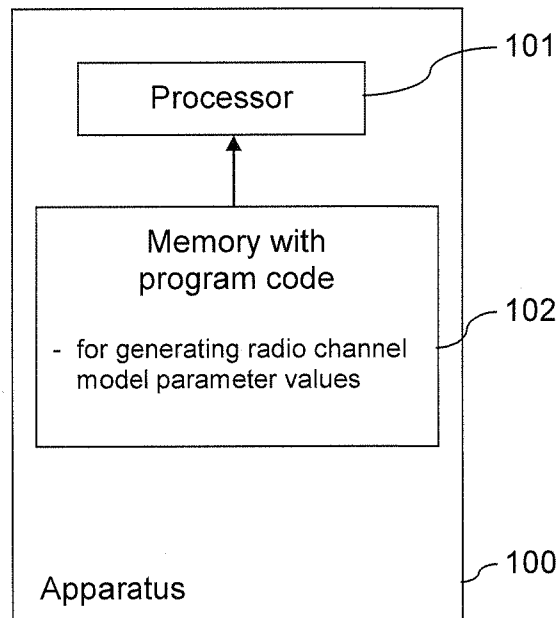 101
Processor
Memory with
program code
102
- for generating radio channel
model parameter values
100
Apparatus